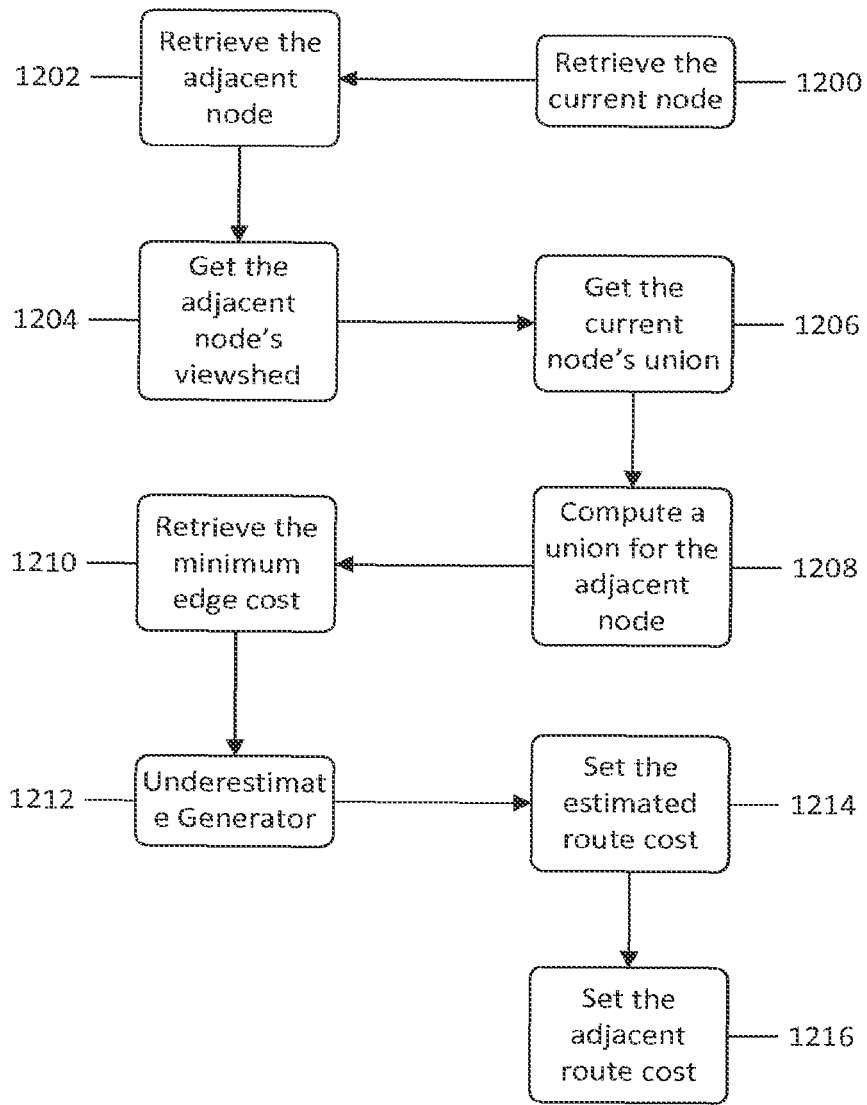 Retrieve the
adjacent
node
1202
Retrieve the
current node
1200
Get the
adjacent
node's
viewshed
1204
Get the
current
node's union
1206
Retrieve the
minimum
edge cost
1210
Compute a
union for the
adjacent
node
1208
Underestimat
e Generator
1212
Set the
estimated
route cost
1214
Set the
adjacent
route cost
1216